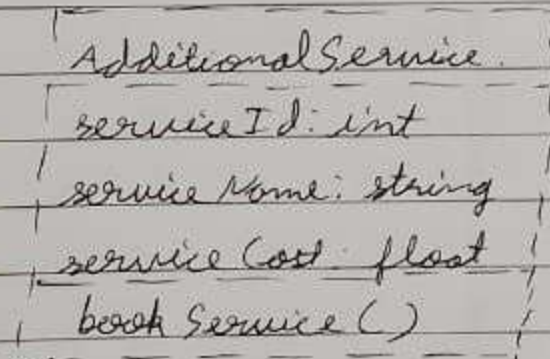 AdditionalService
serviceId: int
serviceName: string
serviceCost: float
bookService()